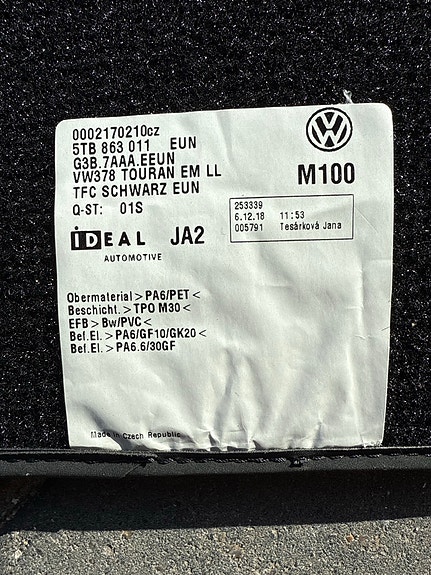 0002170210cz
5TB 863 011 EUN
G3B.7AAA.EEUN
VW378 TOURAN EM LL
TFC SCHWARZ EUN
Q-ST: 01S
M100
253339
6.12.18 11:53
005791 Tesárková Jana
IDEAL JA2
AUTOMOTIVE
Obermaterial>PA6/PET<
Beschicht.>TPO M30<
EFB>Bw/PVC<
Bef.El.>PA6/GF10/GK20<
Bef.El.>PA6.6/30GF
Made in Czech Republic